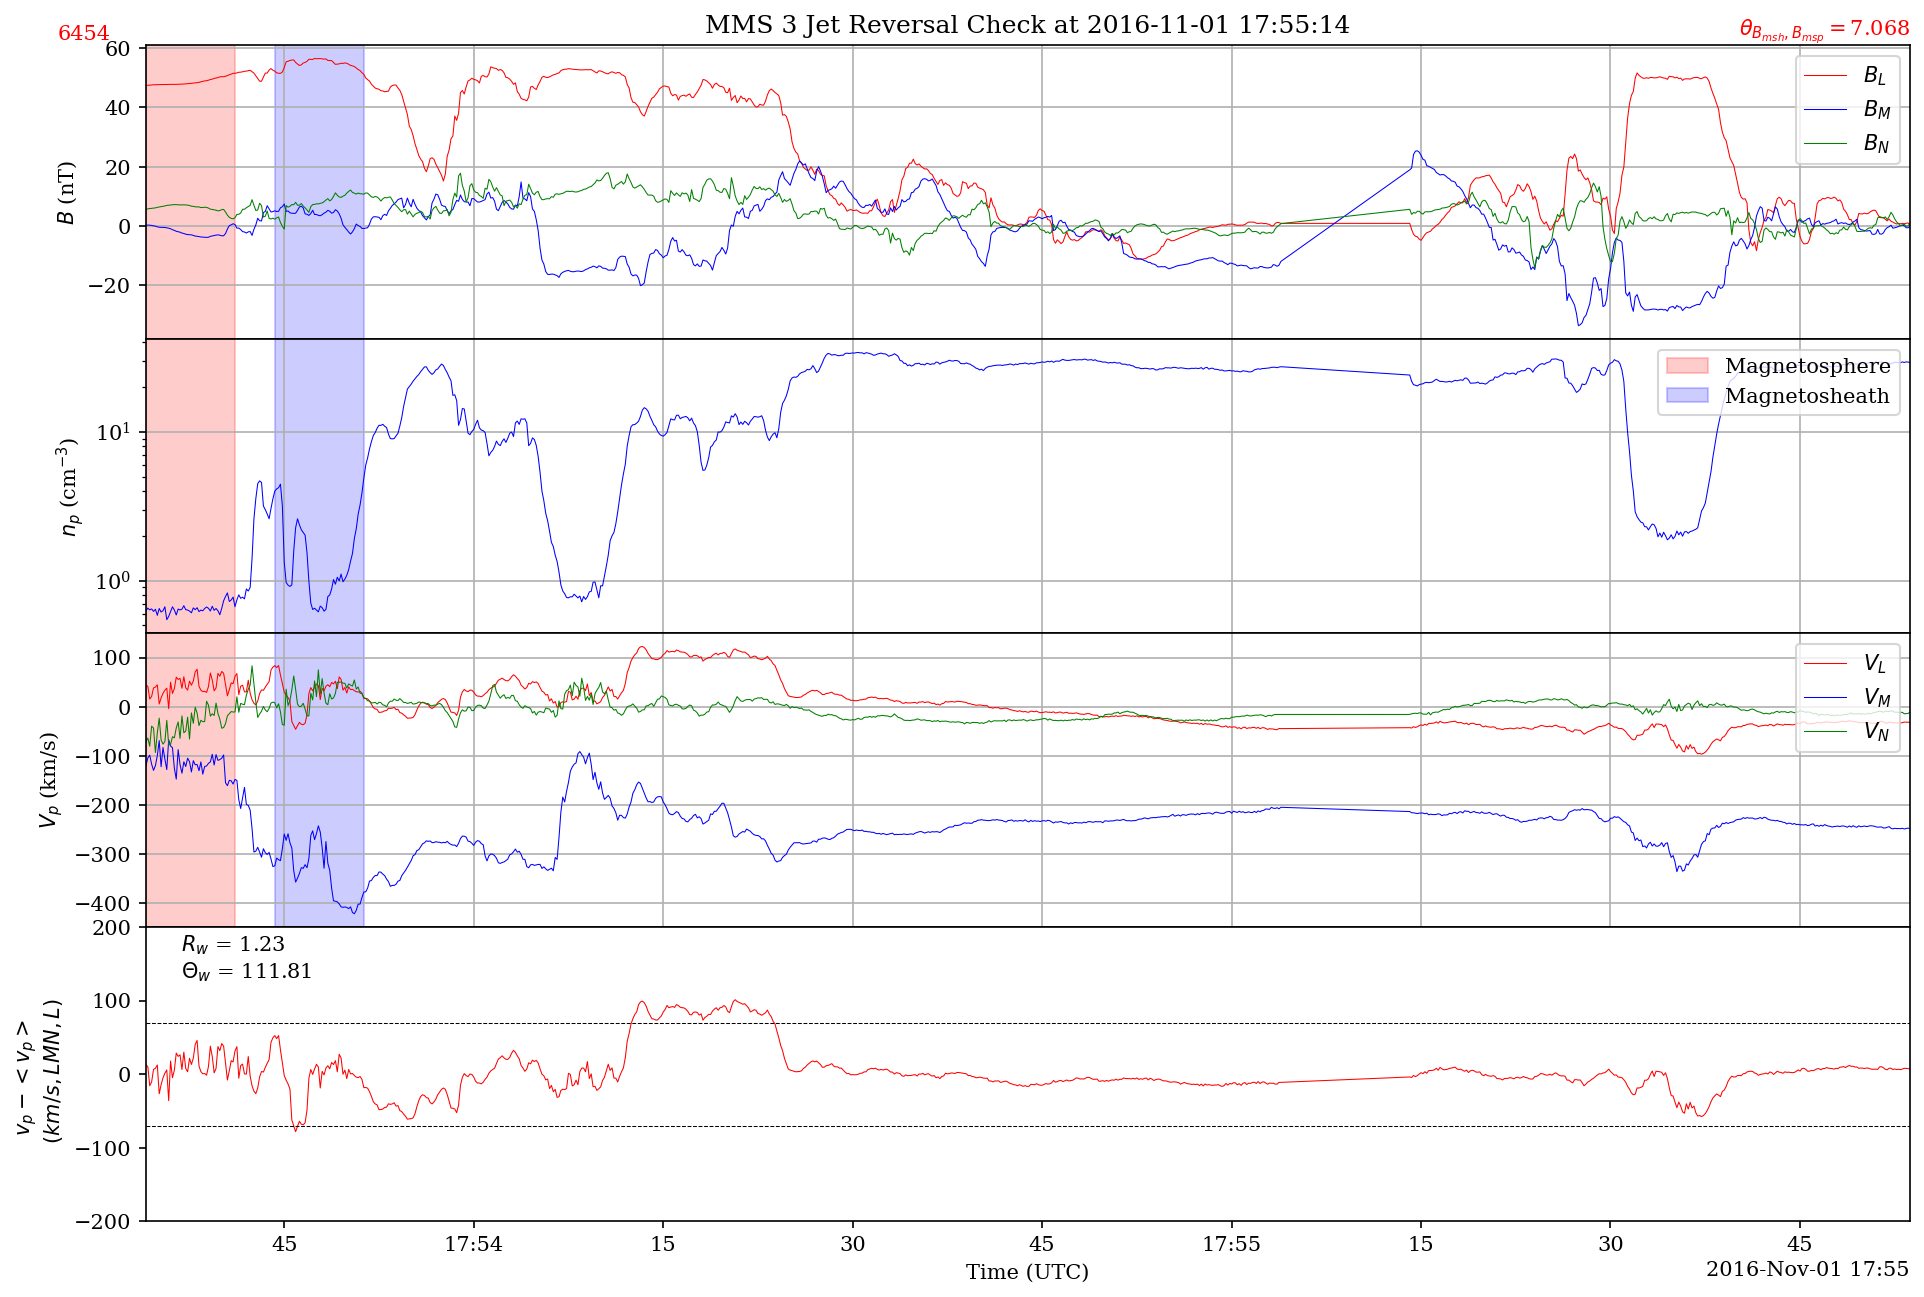 MMS 3 Jet Reversal Check at 2016-11-01 17:55:14
6454
θ_{B_{msh}, B_{msp}} = 7.068
60
40
20
0
−20
B (nT)
B_L
B_M
B_N
10^1
10^0
n_p (cm^{−3})
Magnetosphere
Magnetosheath
100
0
−100
−200
−300
−400
V_p (km/s)
V_L
V_M
V_N
200
100
0
−100
−200
v_p − < v_p >
(km/s, LMN, L)
R_w = 1.23
Θ_w = 111.81
45 17:54 15 30 45 17:55 15 30 45
Time (UTC)
2016-Nov-01 17:55